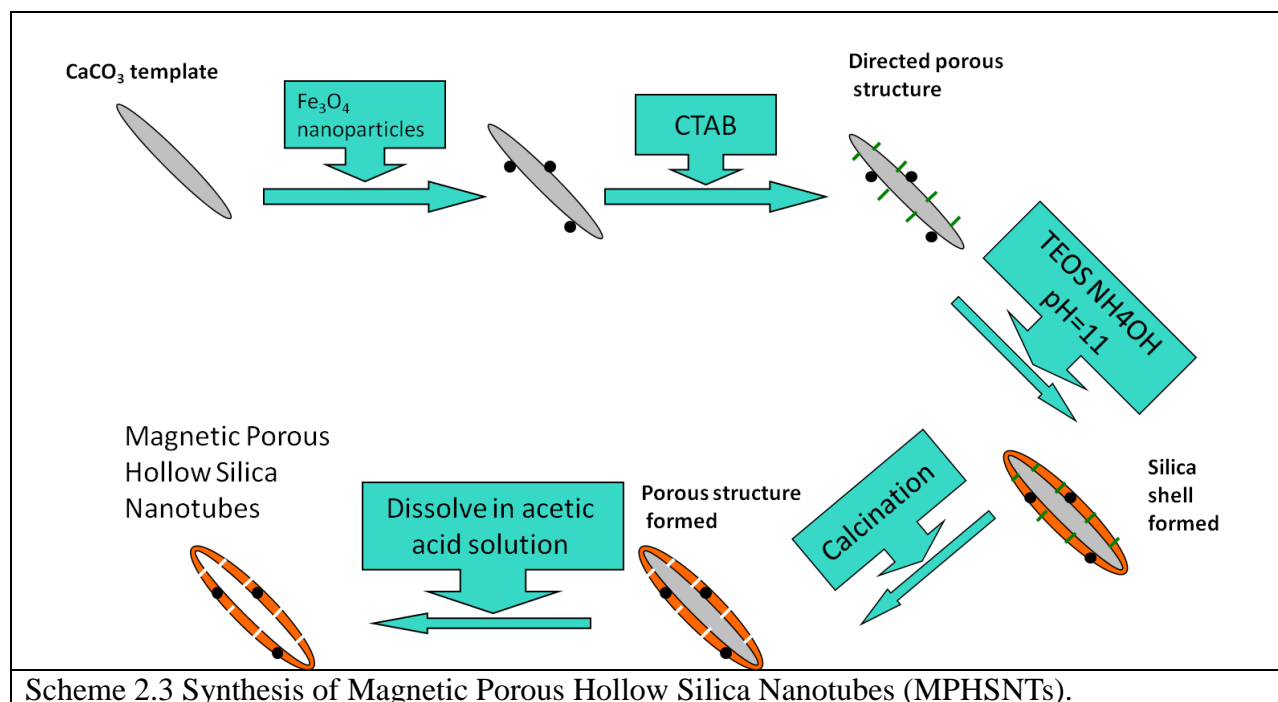 CaCO₃ template
Fe₃O₄
nanoparticles
CTAB
Directed porous
structure
TEOS NH4OH
pH=11
Silica
shell
formed
Calcination
Porous structure
formed
Dissolve in acetic
acid solution
Magnetic Porous
Hollow Silica
Nanotubes
Scheme 2.3 Synthesis of Magnetic Porous Hollow Silica Nanotubes (MPHSNTs).